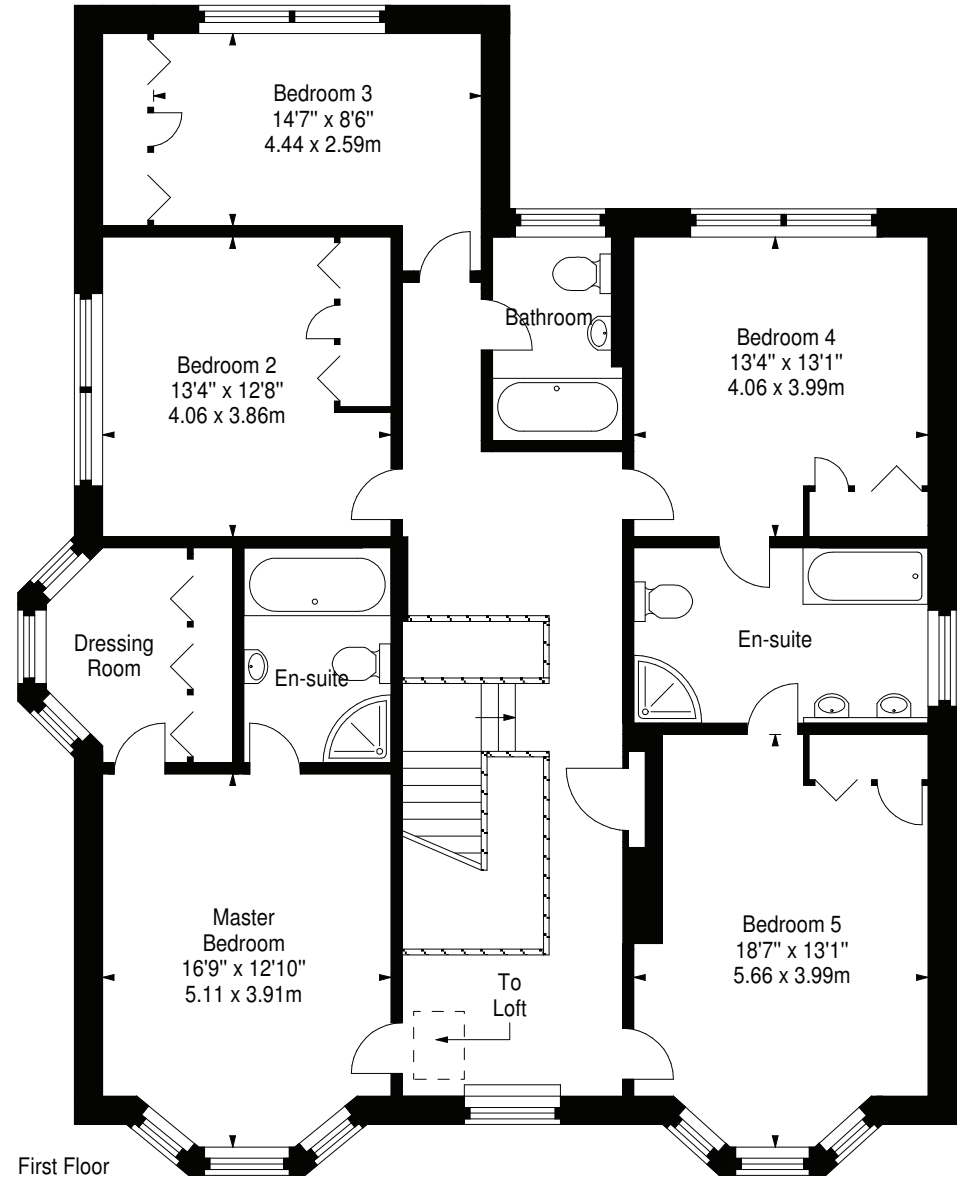 Bedroom 3
14'7" x 8'6"
4.44 x 2.59m
Bathroom
Bedroom 4
13'4" x 13'1"
4.06 x 3.99m
Bedroom 2
13'4" x 12'8"
4.06 x 3.86m
Dressing
Room
En-suite
En-suite
Master
Bedroom
16'9" x 12'10"
5.11 x 3.91m
Bedroom 5
18'7" x 13'1"
5.66 x 3.99m
To
Loft
First Floor